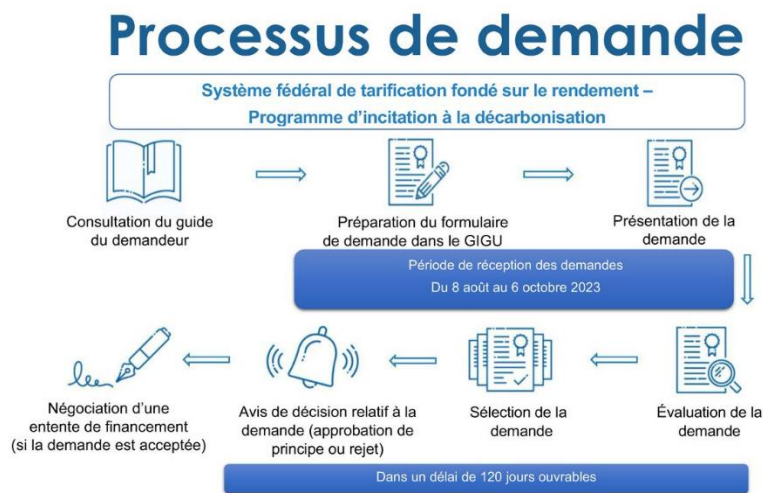 Processus de demande
Système fédéral de tarification fondé sur le rendement –
Programme d'incitation à la décarbonisation
Consultation du guide
du demandeur
Préparation du formulaire
de demande dans le GIGU
Présentation de la
demande
Période de réception des demandes
Du 8 août au 6 octobre 2023
Négociation d'une
entente de financement
(si la demande est acceptée)
Avis de décision relatif à la
demande (approbation de
principe ou rejet)
Sélection de la
demande
Évaluation de la
demande
Dans un délai de 120 jours ouvrables